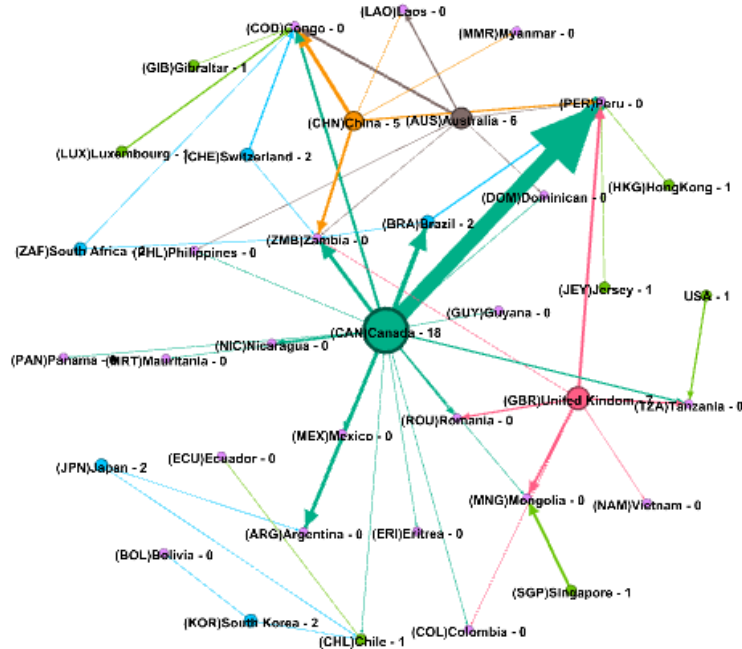 (LAO)Laos - 0
(COD)Congo - 0
(MMR)Myanmar - 0
(GIB)Gibraltar - 1
(PER)Peru - 0
(CHN)China - 5
(AUS)Australia - 6
(LUX)Luxembourg - 1
(CHE)Switzerland - 2
(HKG)HongKong - 1
(DOM)Dominican - 0
(BRA)Brazil - 2
(ZMB)Zambia - 0
(ZAF)South Africa - 2
(PHL)Philippines - 0
(JEY)Jersey - 1
USA - 1
(GUY)Guyana - 0
(CAN)Canada - 18
(NIC)Nicaragua - 0
(PAN)Panama - 0
(MRT)Mauritania - 0
(GBR)United Kindom - 7
(TZA)Tanzania - 0
(ROU)Romania - 0
(MEX)Mexico - 0
(ECU)Ecuador - 0
(JPN)Japan - 2
(MNG)Mongolia - 0
(NAM)Vietnam - 0
(ARG)Argentina - 0
(ERI)Eritrea - 0
(BOL)Bolivia - 0
(SGP)Singapore - 1
(KOR)South Korea - 2
(COL)Colombia - 0
(CHL)Chile - 1